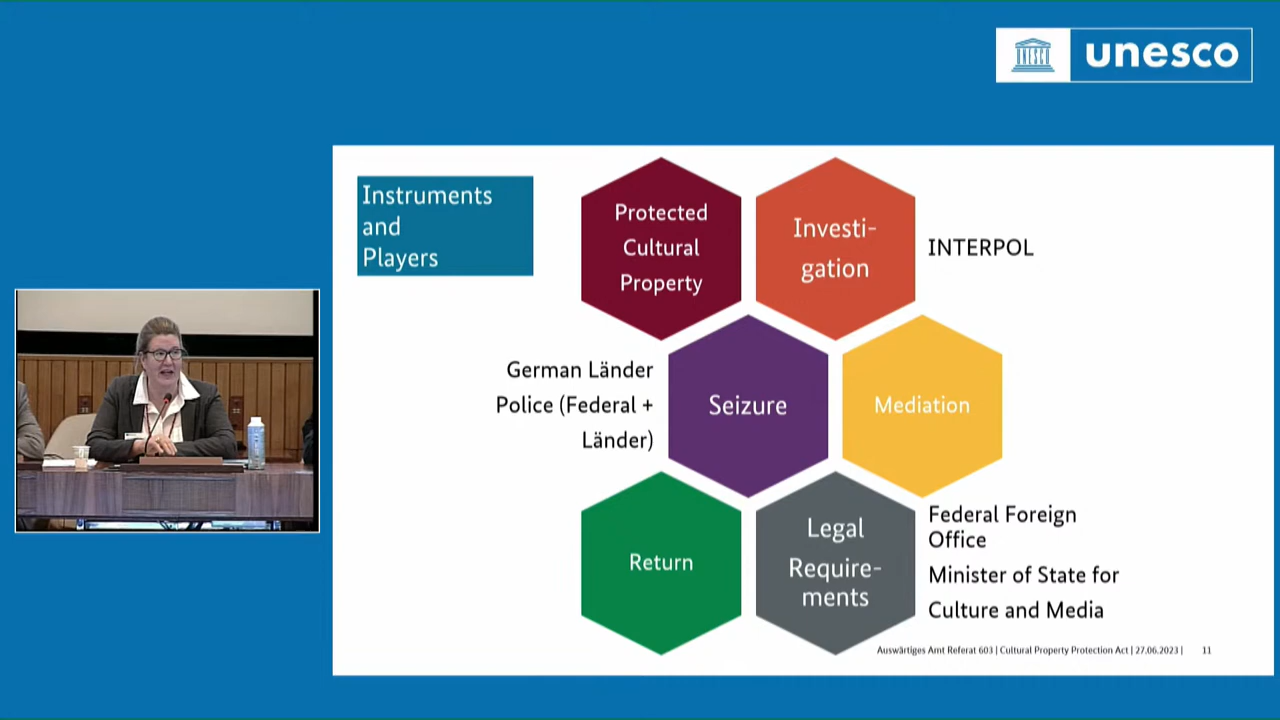 unesco
Instruments
and
Players
Protected
Cultural
Property
Investi-
gation
INTERPOL
German Länder
Police (Federal +
Länder)
Seizure
Mediation
Return
Legal
Require-
ments
Federal Foreign
Office
Minister of State for
Culture and Media
Auswärtiges Amt Referat 603 | Cultural Property Protection Act | 27.06.2023 | 11